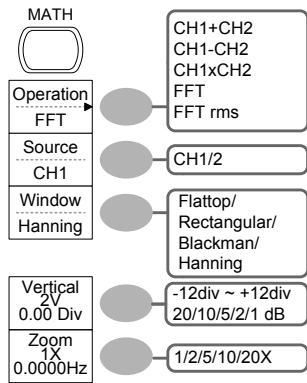 MATH
Operation
FFT
CH1+CH2
CH1-CH2
CH1xCH2
FFT
FFT rms
Source
CH1
CH1/2
Window
Hanning
Flattop/
Rectangular/
Blackman/
Hanning
Vertical
2V
0.00 Div
-12div ~ +12div
20/10/5/2/1 dB
Zoom
1X
0.0000Hz
1/2/5/10/20X